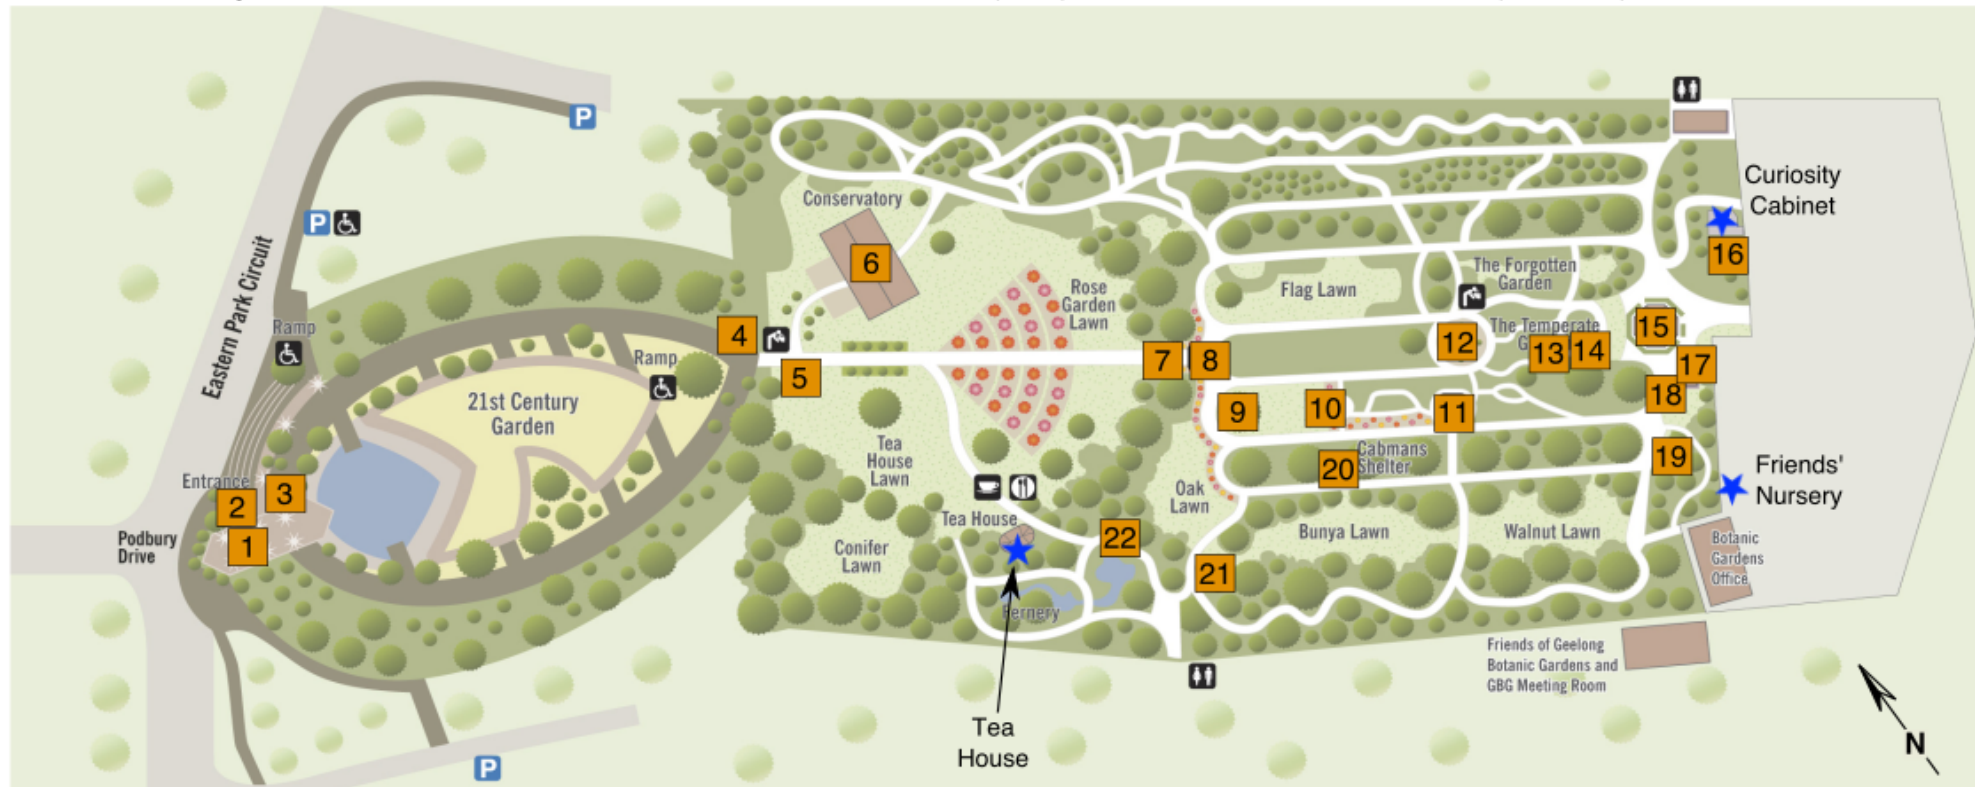 P
P
Eastern Park Circuit
Ramp
Entrance
Podbury
Drive
2
3
1
21st Century
Garden
Ramp
4
5
Conservatory
6
Rose
Garden
Lawn
Tea
House
Lawn
Conifer
Lawn
Tea House
Fernery
Tea
House
22
7
8
9
Oak
Lawn
21
Flag Lawn
10
11
Cabmans
Shelter
20
Bunya Lawn
Walnut Lawn
The Forgotten
Garden
The Temperate
G
12
13
14
15
16
17
18
19
Curiosity
Cabinet
Friends'
Nursery
Botanic
Gardens
Office
Friends of Geelong
Botanic Gardens and
GBG Meeting Room
P
N